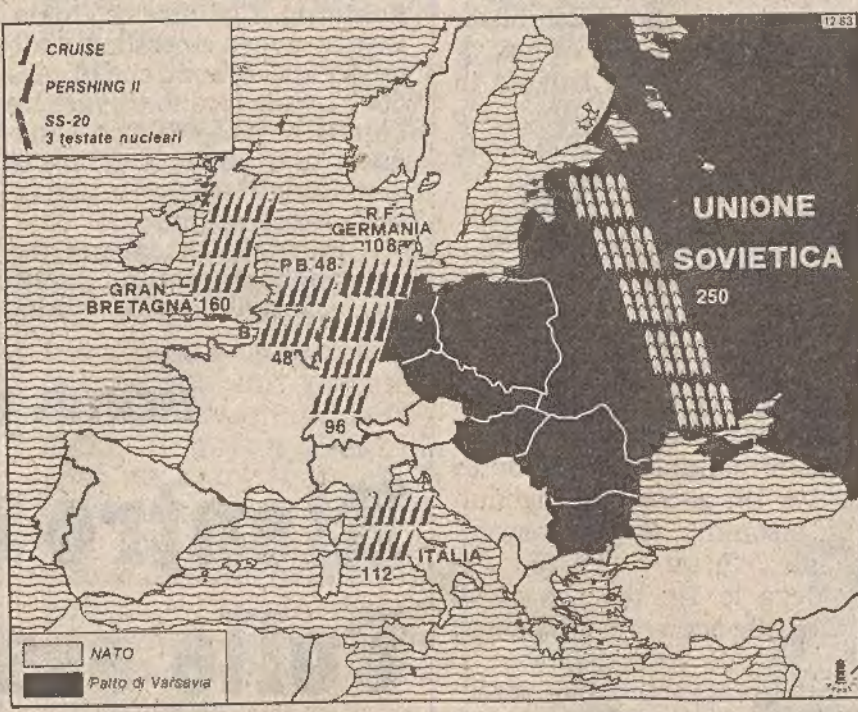 12 83
CRUISE
PERSHING II
SS-20
3 testate nucleari
R.F.
GERMANIA
108
P.B. 48
GRAN
BRETAGNA 160
B.
48
96
ITALIA
112
UNIONE
SOVIETICA
250
NATO
Patto di Varsavia